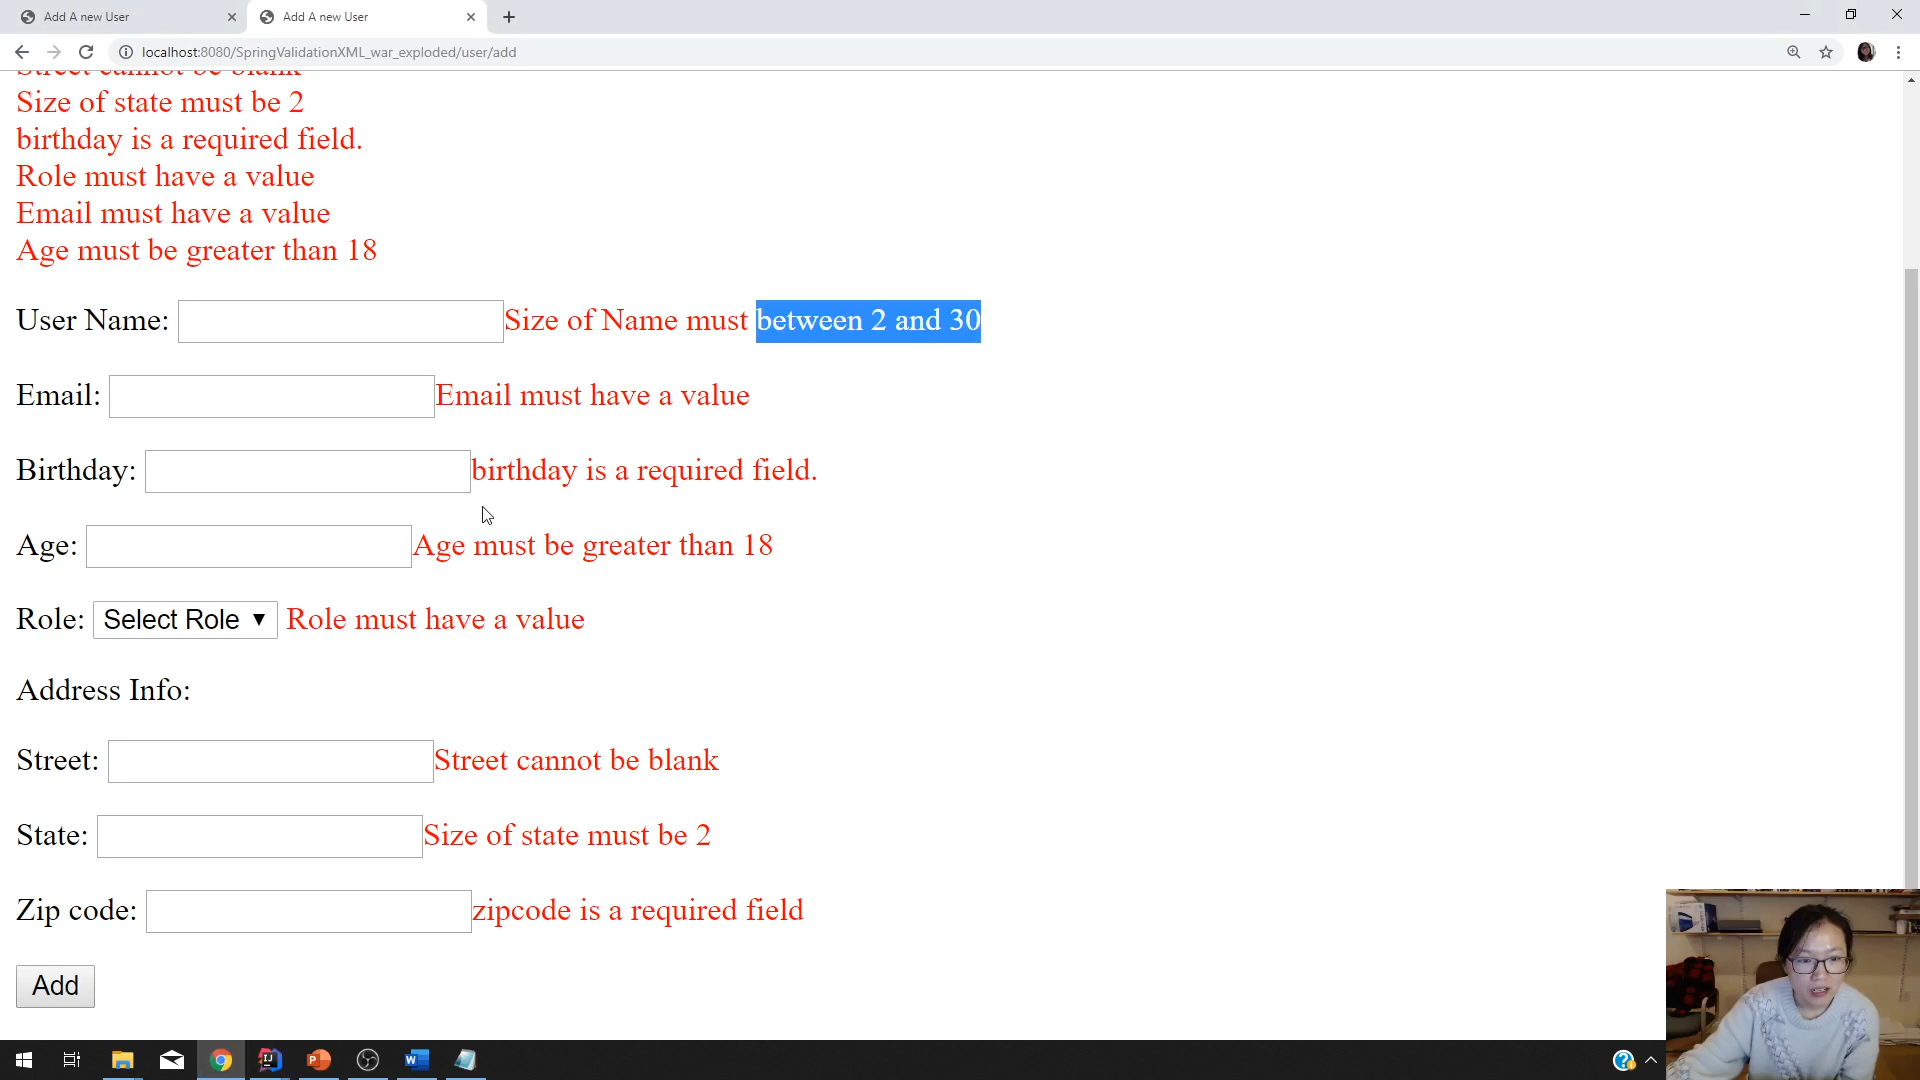 Add A new User
Add A new User
localhost:8080/SpringValidationXML_war_exploded/user/add
Street cannot be blank
Size of state must be 2
birthday is a required field.
Role must have a value
Email must have a value
Age must be greater than 18
User Name: Size of Name must between 2 and 30
Email: Email must have a value
Birthday: birthday is a required field.
Age: Age must be greater than 18
Role: Select Role Role must have a value
Address Info:
Street: Street cannot be blank
State: Size of state must be 2
Zip code: zipcode is a required field
Add